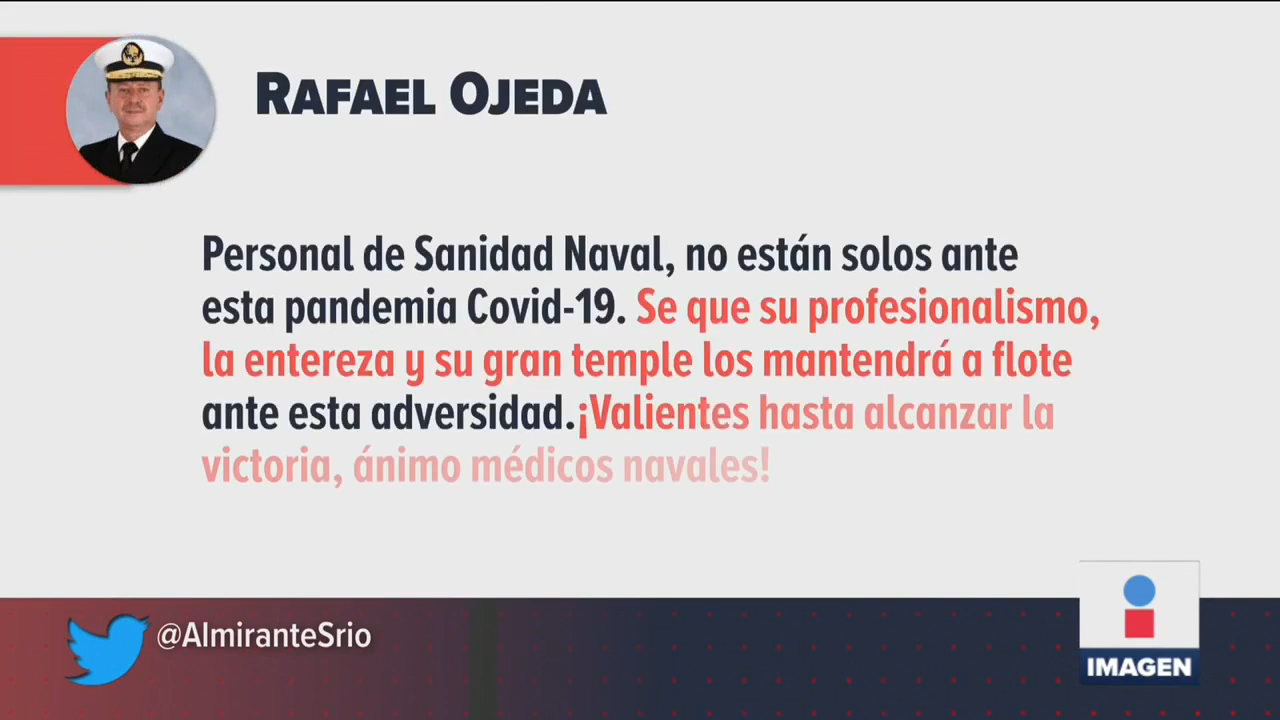 RAFAEL OJEDA
Personal de Sanidad Naval, no están solos ante
esta pandemia Covid-19. Se que su profesionalismo,
la entereza y su gran temple los mantendrá a flote
ante esta adversidad.¡Valientes hasta alcanzar la
victoria, ánimo médicos navales!
@AlmiranteSrio
IMAGEN